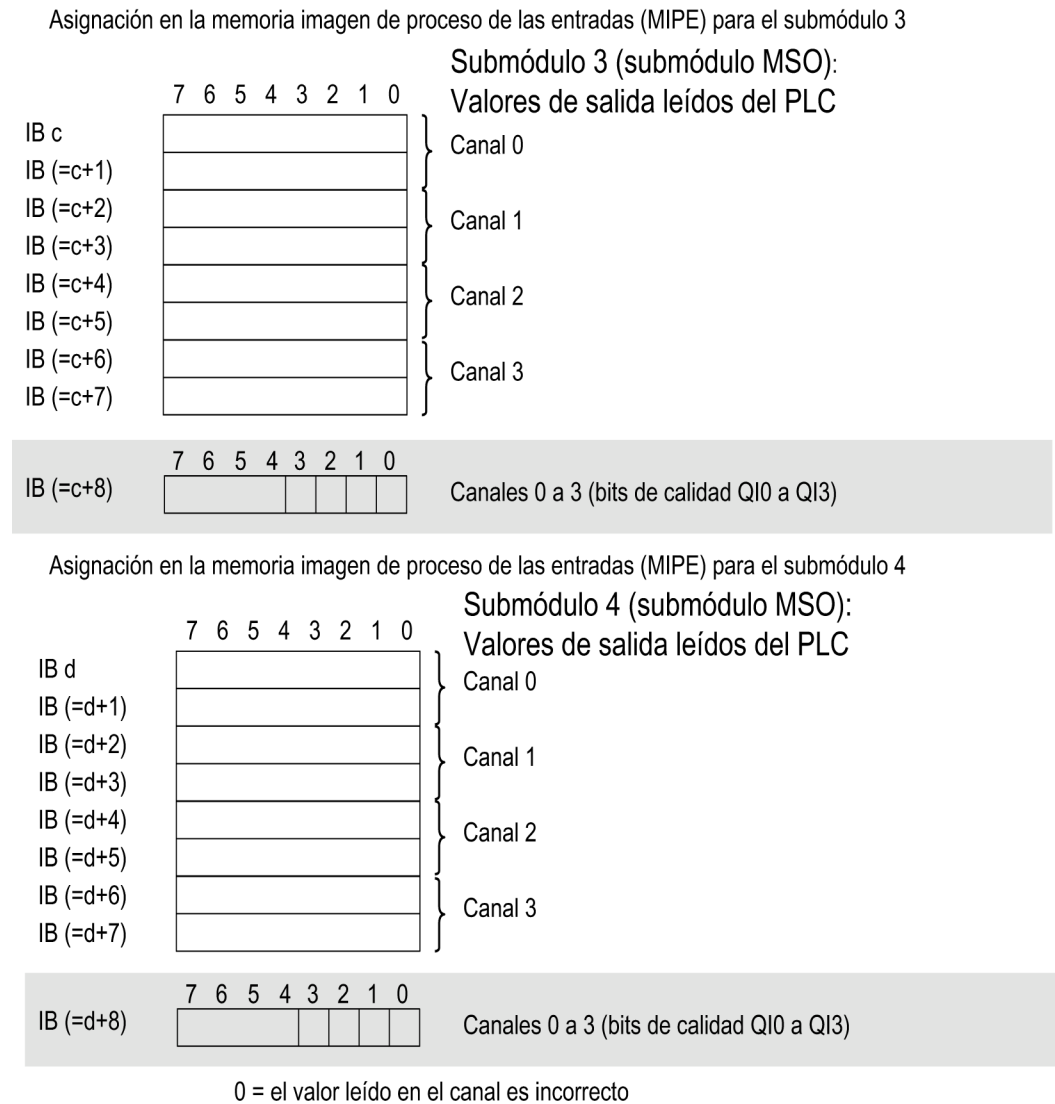 Asignación en la memoria imagen de proceso de las entradas (MIPE) para el submódulo 3
Submódulo 3 (submódulo MSO):
7 6 5 4 3 2 1 0 Valores de salida leídos del PLC
IB c
Canal 0
IB (=c+1)
IB (=c+2)
Canal 1
IB (=c+3)
IB (=c+4)
Canal 2
IB (=c+5)
IB (=c+6)
Canal 3
IB (=c+7)
7 6 5 4 3 2 1 0
IB (=c+8) Canales 0 a 3 (bits de calidad QI0 a QI3)
Asignación en la memoria imagen de proceso de las entradas (MIPE) para el submódulo 4
Submódulo 4 (submódulo MSO):
7 6 5 4 3 2 1 0 Valores de salida leídos del PLC
IB d
Canal 0
IB (=d+1)
IB (=d+2)
Canal 1
IB (=d+3)
IB (=d+4)
Canal 2
IB (=d+5)
IB (=d+6)
Canal 3
IB (=d+7)
7 6 5 4 3 2 1 0
IB (=d+8) Canales 0 a 3 (bits de calidad QI0 a QI3)
0 = el valor leído en el canal es incorrecto